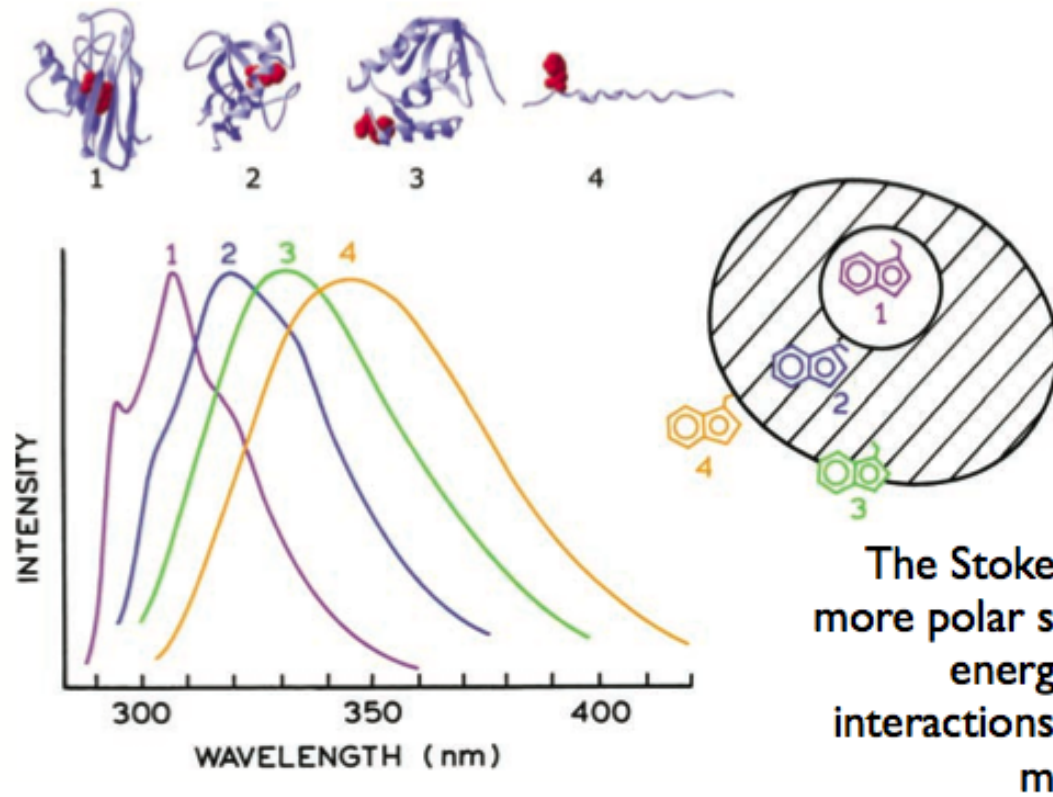 1 2 3 4
1 2 3 4
INTENSITY
300 350 400
WAVELENGTH (nm)
1
2
4
3
The Stoke
more polar s
energ
interactions
m